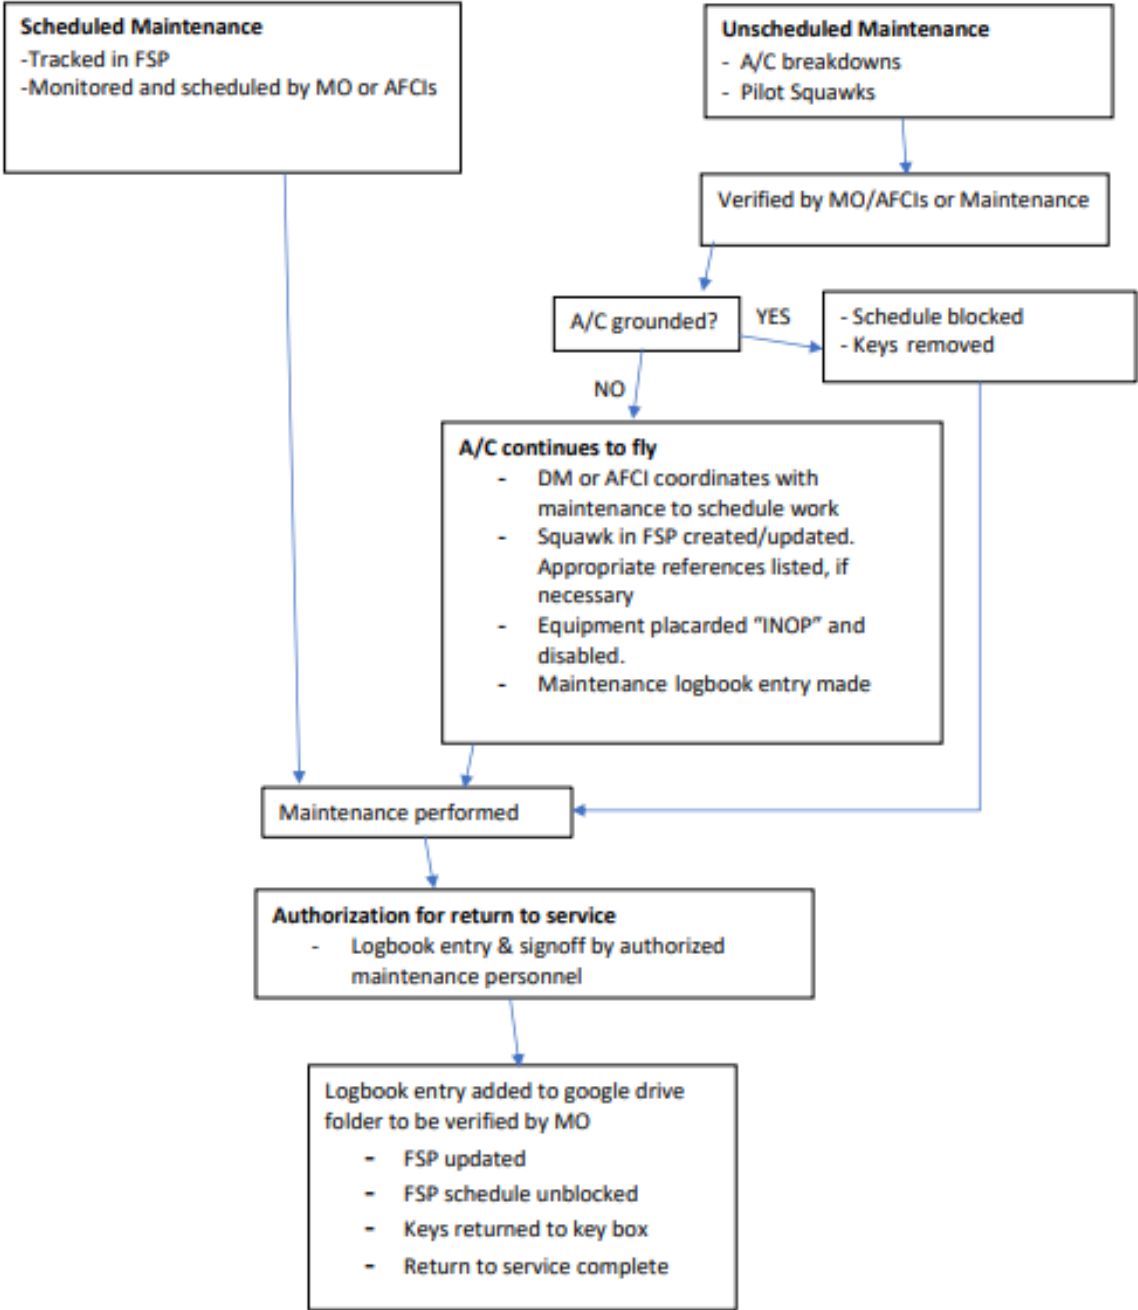 Scheduled Maintenance
-Tracked in FSP
-Monitored and scheduled by MO or AFCIs
Unscheduled Maintenance
- A/C breakdowns
- Pilot Squawks
Verified by MO/AFCIs or Maintenance
A/C grounded?
YES
- Schedule blocked
- Keys removed
NO
A/C continues to fly
- DM or AFCI coordinates with
maintenance to schedule work
- Squawk in FSP created/updated.
Appropriate references listed, if
necessary
- Equipment placarded “INOP” and
disabled.
- Maintenance logbook entry made
Maintenance performed
Authorization for return to service
- Logbook entry & signoff by authorized
maintenance personnel
Logbook entry added to google drive
folder to be verified by MO
- FSP updated
- FSP schedule unblocked
- Keys returned to key box
- Return to service complete